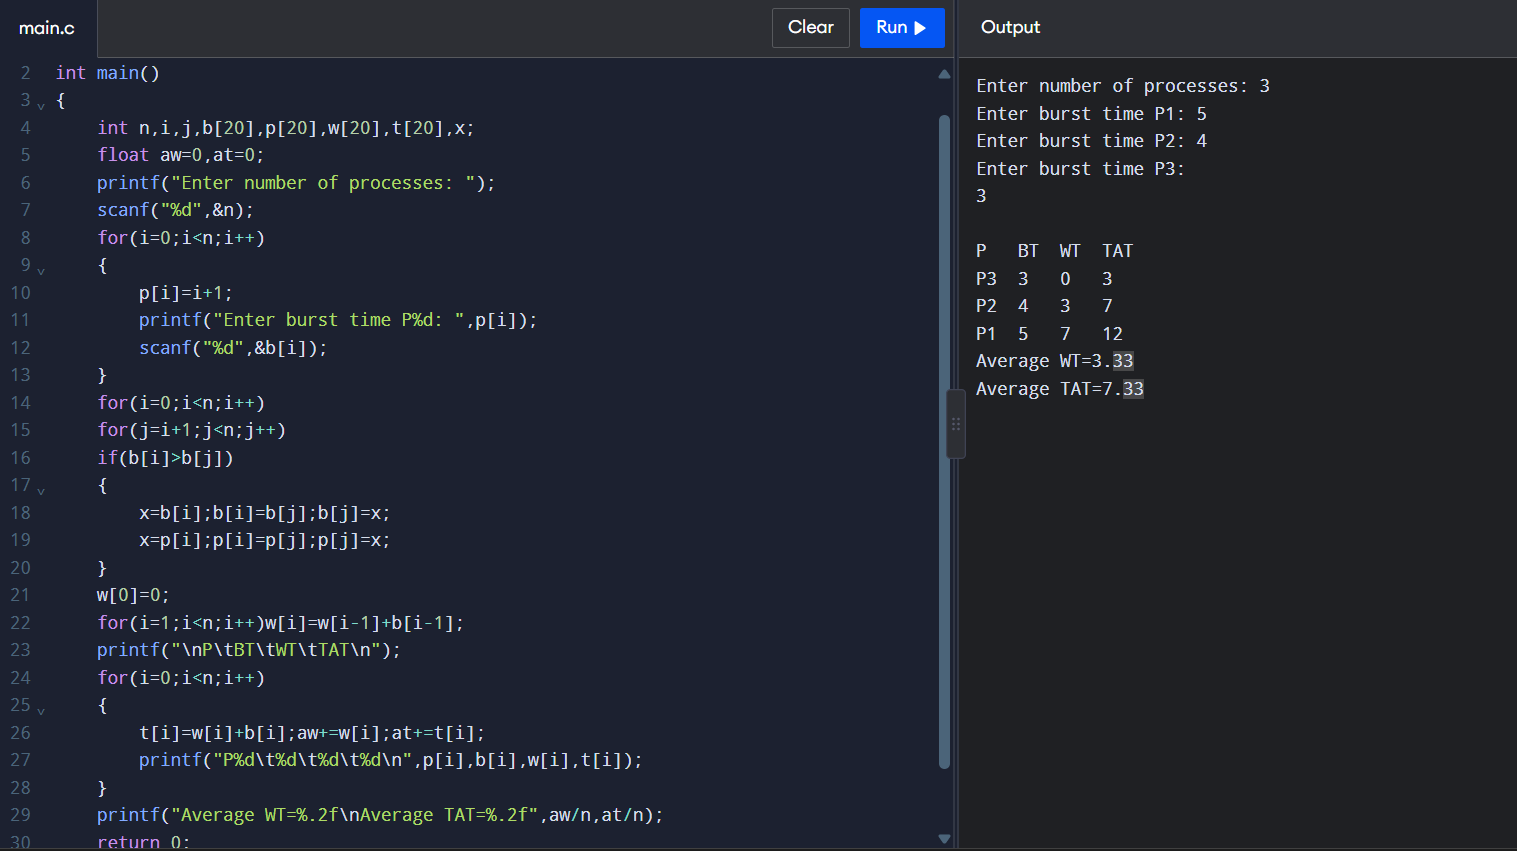 main.c
Clear
Run
Output
2 int main()
3 {
4     int n,i,j,b[20],p[20],w[20],t[20],x;
5     float aw=0,at=0;
6     printf("Enter number of processes: ");
7     scanf("%d",&n);
8     for(i=0;i<n;i++)
9     {
10         p[i]=i+1;
11         printf("Enter burst time P%d: ",p[i]);
12         scanf("%d",&b[i]);
13     }
14     for(i=0;i<n;i++)
15     for(j=i+1;j<n;j++)
16     if(b[i]>b[j])
17     {
18         x=b[i];b[i]=b[j];b[j]=x;
19         x=p[i];p[i]=p[j];p[j]=x;
20     }
21     w[0]=0;
22     for(i=1;i<n;i++)w[i]=w[i-1]+b[i-1];
23     printf("\nP\tBT\tWT\tTAT\n");
24     for(i=0;i<n;i++)
25     {
26         t[i]=w[i]+b[i];aw+=w[i];at+=t[i];
27         printf("P%d\t%d\t%d\t%d\n",p[i],b[i],w[i],t[i]);
28     }
29     printf("Average WT=%.2f\nAverage TAT=%.2f",aw/n,at/n);
30     return 0;
Enter number of processes: 3
Enter burst time P1: 5
Enter burst time P2: 4
Enter burst time P3:
3
P   BT  WT  TAT
P3  3   0   3
P2  4   3   7
P1  5   7   12
Average WT=3.33
Average TAT=7.33